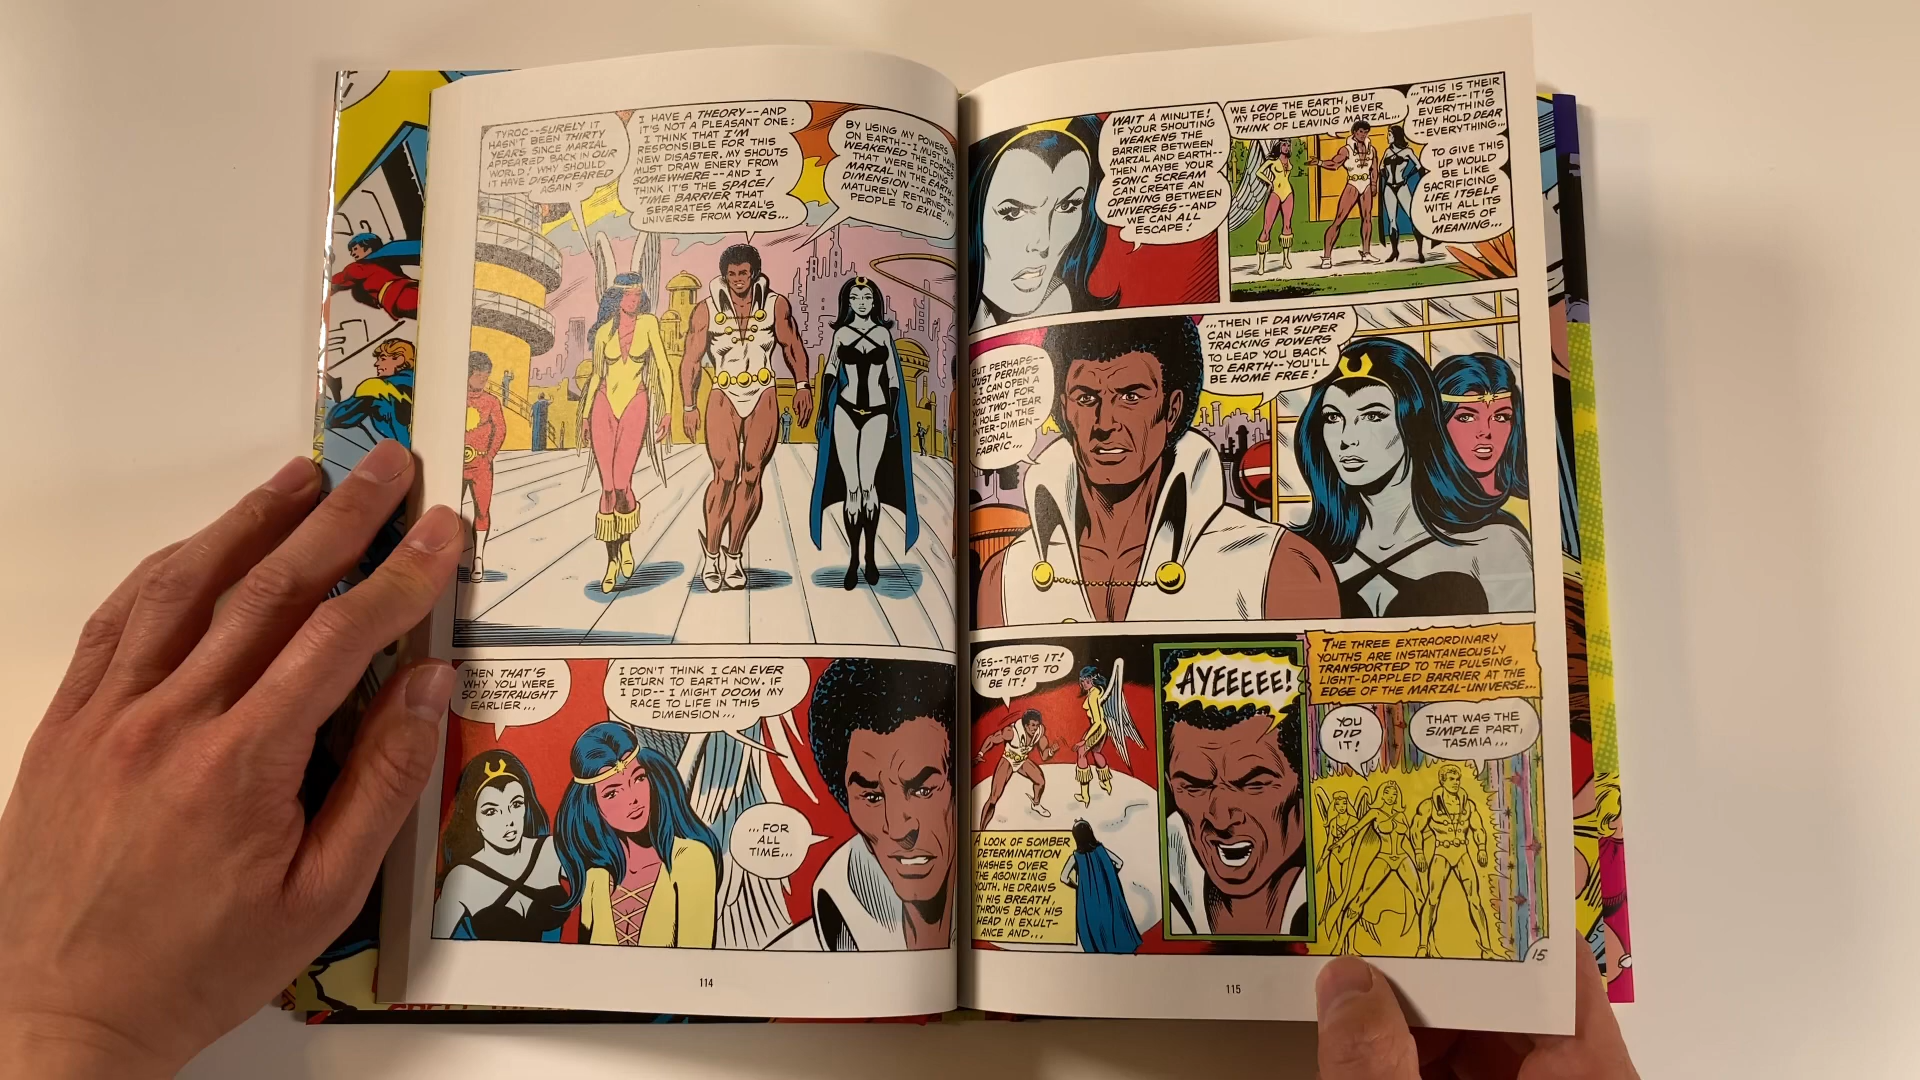 TYROC--SURELY IT
HASN'T BEEN THIRTY
YEARS SINCE MARZAL
APPEARED BACK IN OUR
WORLD! WHY SHOULD
IT HAVE DISAPPEARED
AGAIN?
I HAVE A THEORY--AND
IT'S NOT A PLEASANT ONE:
I THINK THAT I'M
RESPONSIBLE FOR THIS
NEW DISASTER. MY SHOUTS
MUST DRAW ENERY FROM
SOMEWHERE--AND I
THINK IT'S THE SPACE/
TIME BARRIER THAT
SEPARATES MARZAL'S
UNIVERSE FROM YOURS...
BY USING MY POWERS
ON EARTH--I MUST HAVE
WEAKENED THE FORCES
THAT WERE HOLDING
MARZAL IN THE EARTH-
DIMENSION--AND PRE-
MATURELY RETURNED MY
PEOPLE TO EXILE...
THEN THAT'S
WHY YOU WERE
SO DISTRAUGHT
EARLIER...
I DON'T THINK I CAN EVER
RETURN TO EARTH NOW. IF
I DID--I MIGHT DOOM MY
RACE TO LIFE IN THIS
DIMENSION...
...FOR
ALL
TIME...
114
WAIT A MINUTE!
IF YOUR SHOUTING
WEAKENS THE
BARRIER BETWEEN
MARZAL AND EARTH--
THEN MAYBE YOUR
SONIC SCREAM
CAN CREATE AN
OPENING BETWEEN
UNIVERSES--AND
WE CAN ALL
ESCAPE!
WE LOVE THE EARTH, BUT
MY PEOPLE WOULD NEVER
THINK OF LEAVING MARZAL...
...THIS IS THEIR
HOME--IT'S
EVERYTHING
THEY HOLD DEAR
--EVERYTHING...
TO GIVE THIS
UP WOULD
BE LIKE
SACRIFICING
LIFE ITSELF
WITH ALL ITS
LAYERS OF
MEANING...
BUT PERHAPS--
JUST PERHAPS
--I CAN OPEN A
DOORWAY FOR
YOU TWO--TEAR
A HOLE IN THE
INTER-DIMEN-
SIONAL
FABRIC...
...THEN IF DAWNSTAR
CAN USE HER SUPER
TRACKING POWERS
TO LEAD YOU BACK
TO EARTH--YOU'LL
BE HOME FREE!
YES--THAT'S IT!
THAT'S GOT TO
BE IT!
A LOOK OF SOMBER
DETERMINATION
WASHES OVER
THE AGONIZING
YOUTH. HE DRAWS
IN HIS BREATH,
THROWS BACK HIS
HEAD IN EXULT-
ANCE AND...
AYEEEEE!
THE THREE EXTRAORDINARY
YOUTHS ARE INSTANTANEOUSLY
TRANSPORTED TO THE PULSING,
LIGHT-DAPPLED BARRIER AT THE
EDGE OF THE MARZAL-UNIVERSE...
YOU
DID
IT!
THAT WAS THE
SIMPLE PART,
TASMIA...
15
115